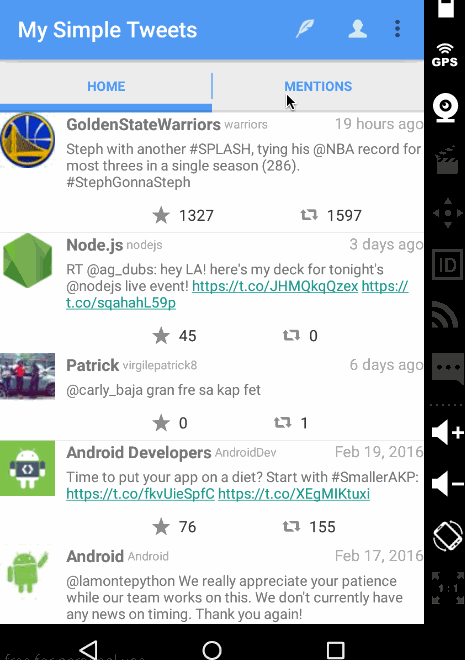 My Simple Tweets
GPS
HOME
MENTIONS
GoldenStateWarriors warriors 19 hours ago
Steph with another #SPLASH, tying his @NBA record for
most threes in a single season (286).
#StephGonnaSteph
1327 1597
Node.js nodejs 3 days ago
RT @ag_dubs: hey LA! here's my deck for tonight's
@nodejs live event! https://t.co/JHMQkqQzex https://
t.co/sqahahL59p
45 0
ID
Patrick virgilepatrick8 6 days ago
@carly_baja gran fre sa kap fet
0 1
Android Developers AndroidDev Feb 19, 2016
Time to put your app on a diet? Start with #SmallerAKP:
https://t.co/fkvUieSpfC https://t.co/XEgMIKtuxi
76 155
Android Android Feb 17, 2016
@lamontepython We really appreciate your patience
while our team works on this. We don't currently have
any news on timing. Thank you again!
1:1
free for personal use